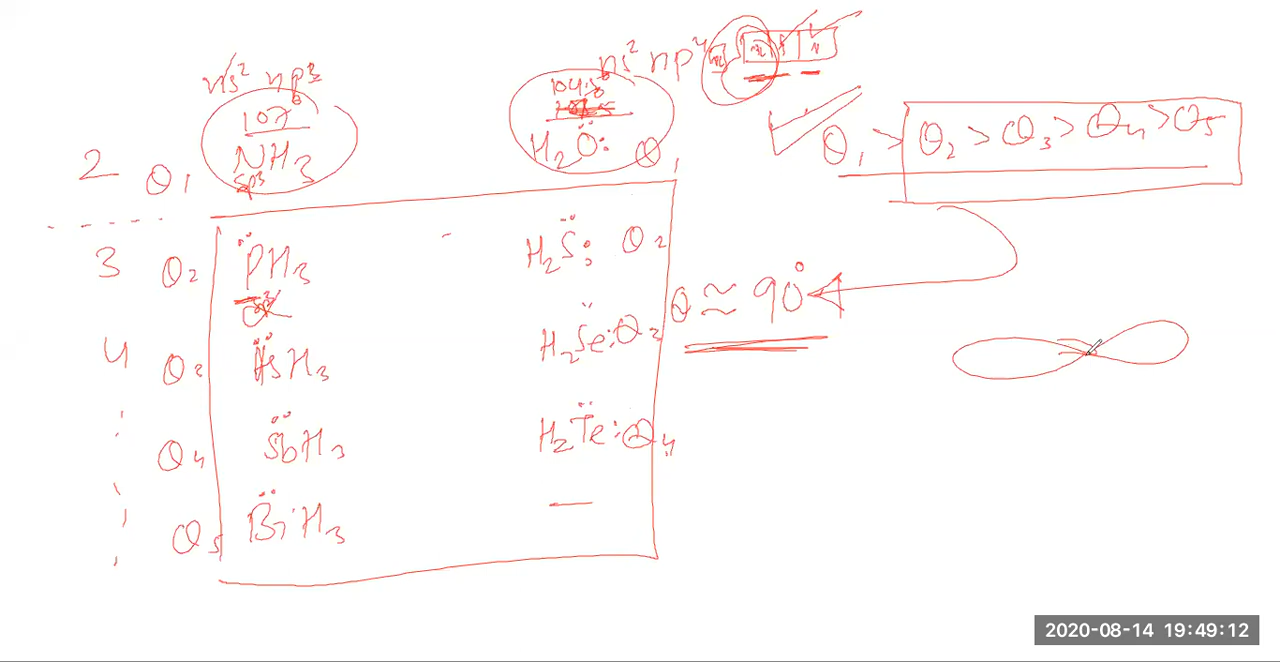 ns² np³
ns² np⁴
107
104.5
2 θ₁ NH₃
sp³
H₂O: θ₁
θ₁ > θ₂ > θ₃ > θ₄ > θ₅
3 θ₂ PH₃
H₂S: θ₂
θ ≃ 90°
4 θ₃ AsH₃
H₂Se: θ₃
θ₄ SbH₃
H₂Te: θ₄
θ₅ BiH₃ —
2020-08-14 19:49:12